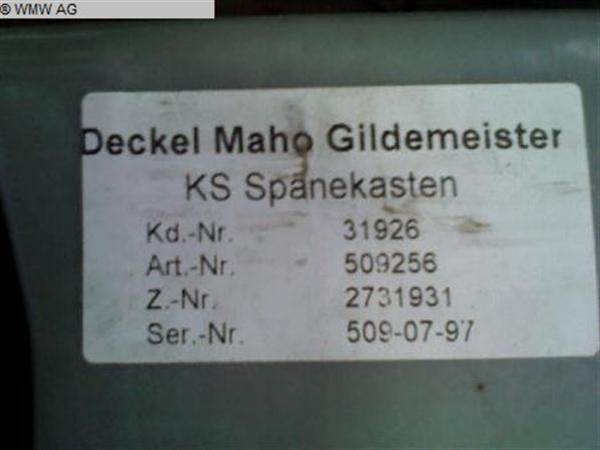 ® WMW AG
Deckel Maho Gildemeister
KS Spänekasten
Kd.-Nr. 31926
Art.-Nr. 509256
Z.-Nr. 2731931
Ser.-Nr. 509-07-97